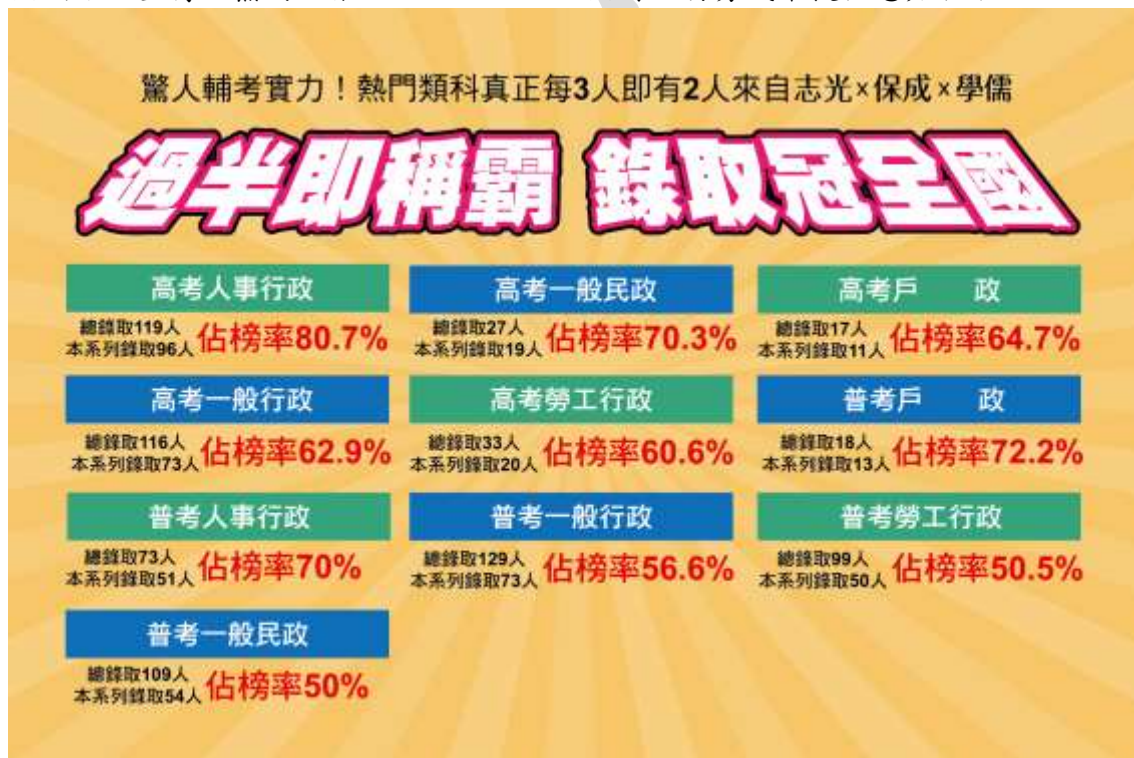 驚人輔考實力!熱門類科真正每3人即有2人來自志光×保成×學儒
過半即稱霸 錄取冠全國
高考人事行政
總錄取119人
本系列錄取96人
佔榜率80.7%
高考一般民政
總錄取27人
本系列錄取19人
佔榜率70.3%
高考戶 政
總錄取17人
本系列錄取11人
佔榜率64.7%
高考一般行政
總錄取116人
本系列錄取73人
佔榜率62.9%
高考勞工行政
總錄取33人
本系列錄取20人
佔榜率60.6%
普考戶 政
總錄取18人
本系列錄取13人
佔榜率72.2%
普考人事行政
總錄取73人
本系列錄取51人
佔榜率70%
普考一般行政
總錄取129人
本系列錄取73人
佔榜率56.6%
普考勞工行政
總錄取99人
本系列錄取50人
佔榜率50.5%
普考一般民政
總錄取109人
本系列錄取54人
佔榜率50%